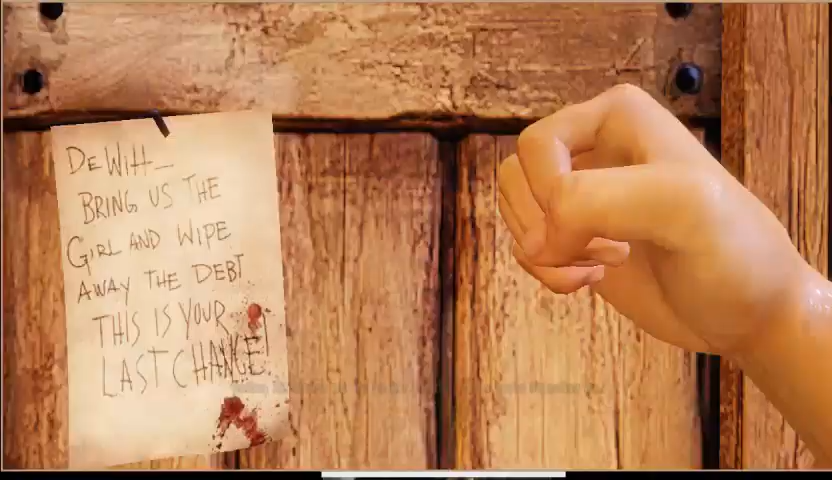 DeWitt—
BRING US THE
GIRL AND WIPE
AWAY THE DEBT
THIS IS YOUR
LAST CHANCE!